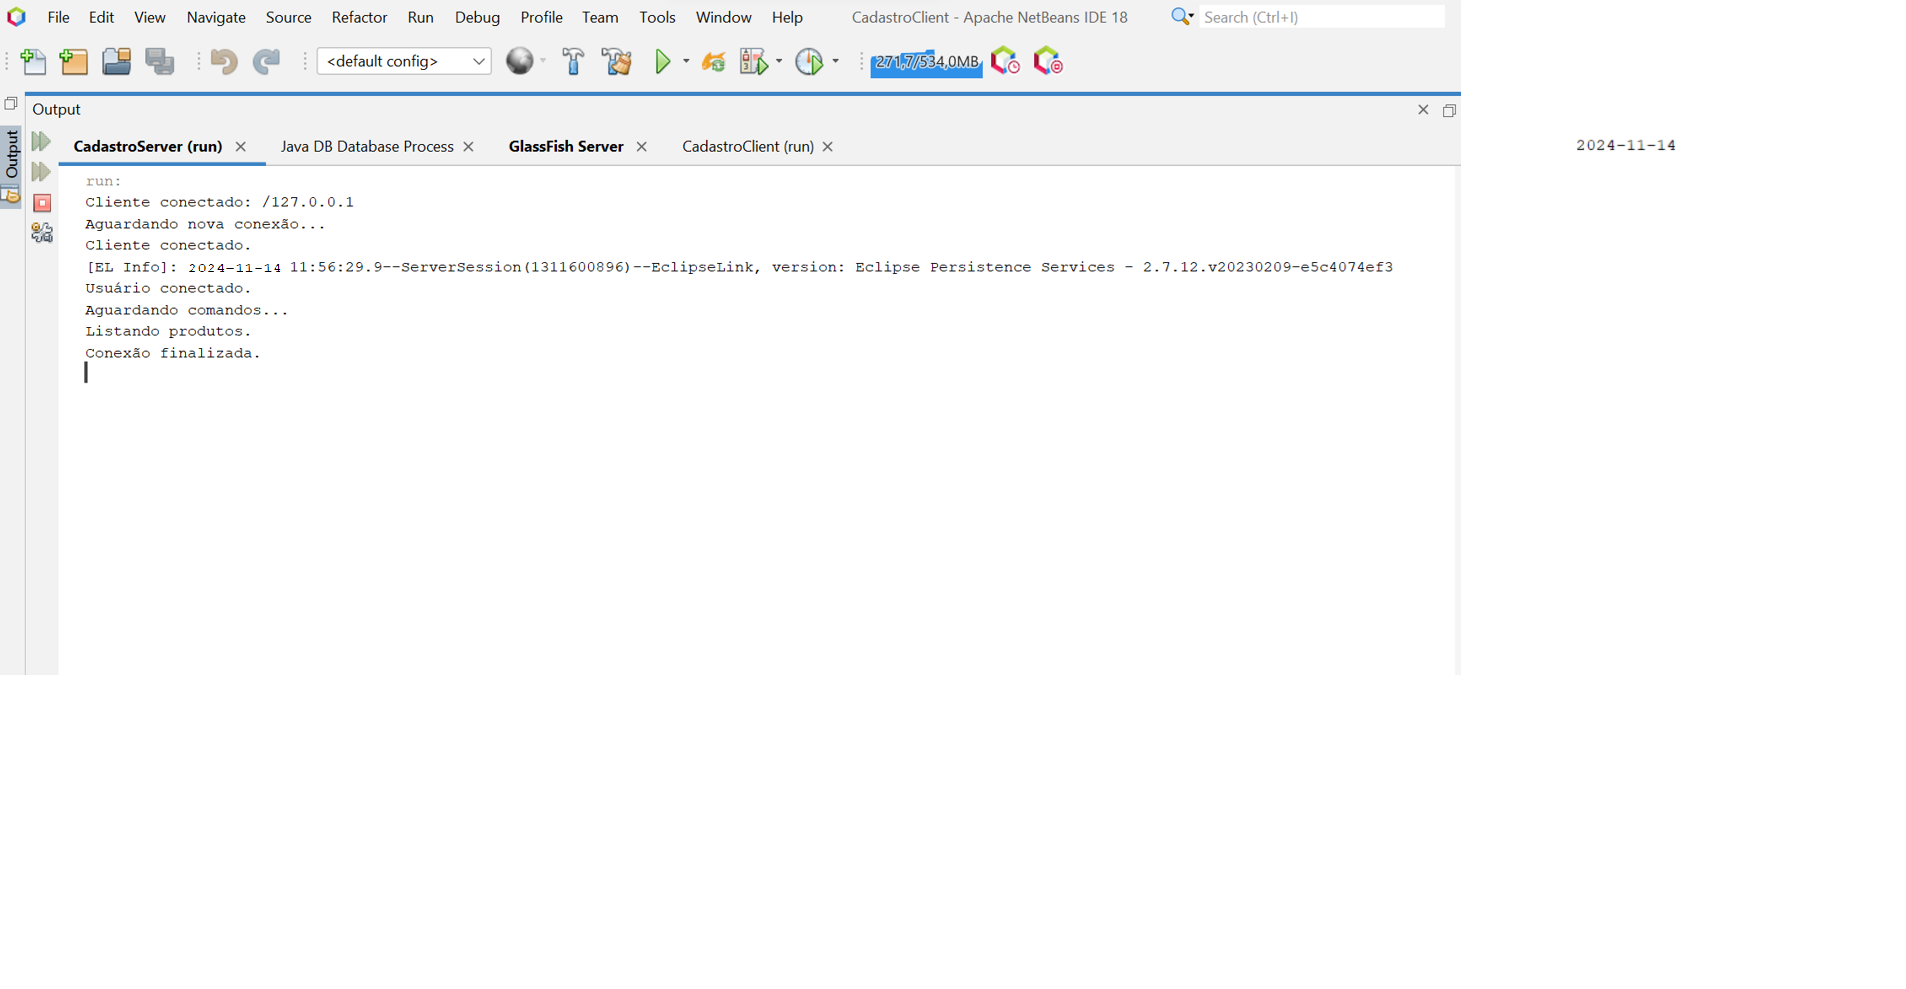 File Edit View Navigate Source Refactor Run Debug Profile Team Tools Window Help CadastroClient - Apache NetBeans IDE 18 Search (Ctrl+I)
<default config> 271,7/534,0MB
Output
Output
CadastroServer (run) Java DB Database Process GlassFish Server CadastroClient (run)
2024-11-14
run:
Cliente conectado: /127.0.0.1
Aguardando nova conexão...
Cliente conectado.
[EL Info]: 2024-11-14 11:56:29.9--ServerSession(1311600896)--EclipseLink, version: Eclipse Persistence Services - 2.7.12.v20230209-e5c4074ef3
Usuário conectado.
Aguardando comandos...
Listando produtos.
Conexão finalizada.